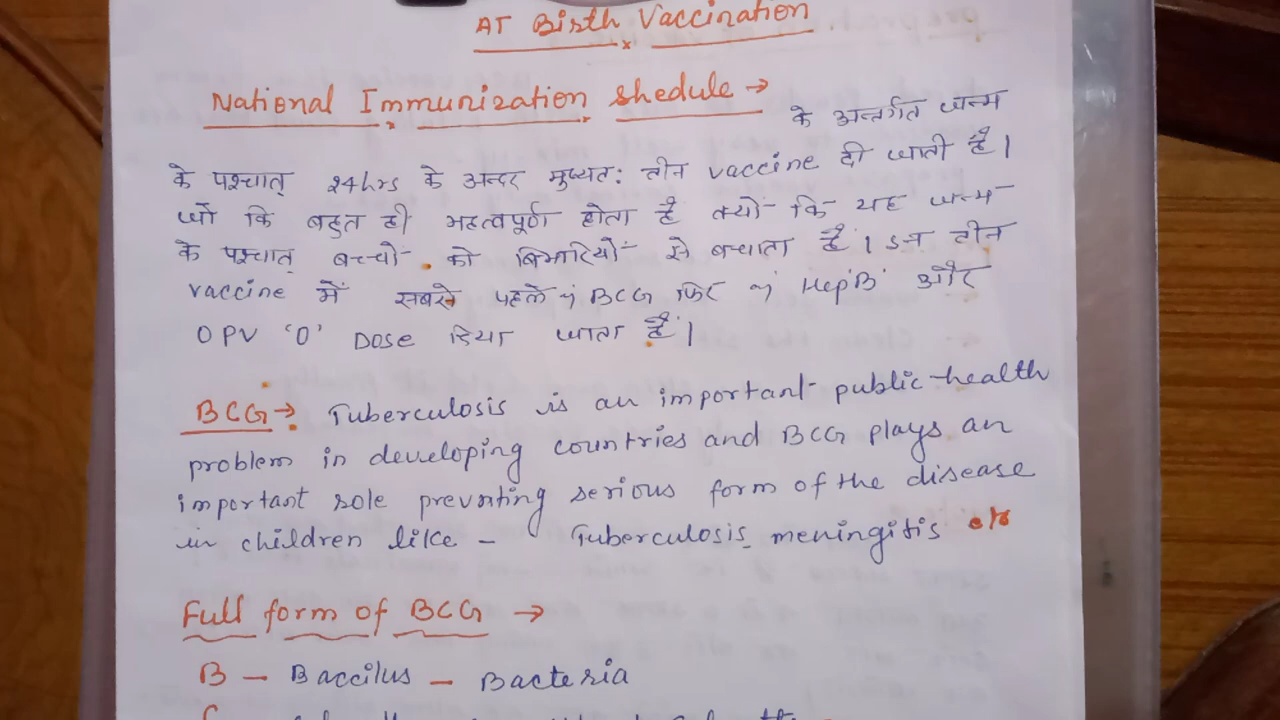 AT Birth Vaccination
National Immunization Shedule →
के अन्तर्गत जन्म
के पश्चात् 24hrs के अन्दर मुख्यत: तीन vaccine दी जाती है।
जो कि बहुत ही महत्वपूर्ण होता है क्यों कि यह जन्म
के पश्चात् बच्चों को बिमारियों से बचाता है। इन तीन
vaccine में सबसे पहले BCG फिर Hep'B' और
OPV 'O' Dose दिया जाता है।
BCG → Tuberculosis is an important public health
problem in developing countries and BCG plays an
important role prevnting serious form of the disease
in children like - Tuberculosis meningitis etc
Full form of BCG →
B - Baccilus - Bacteria